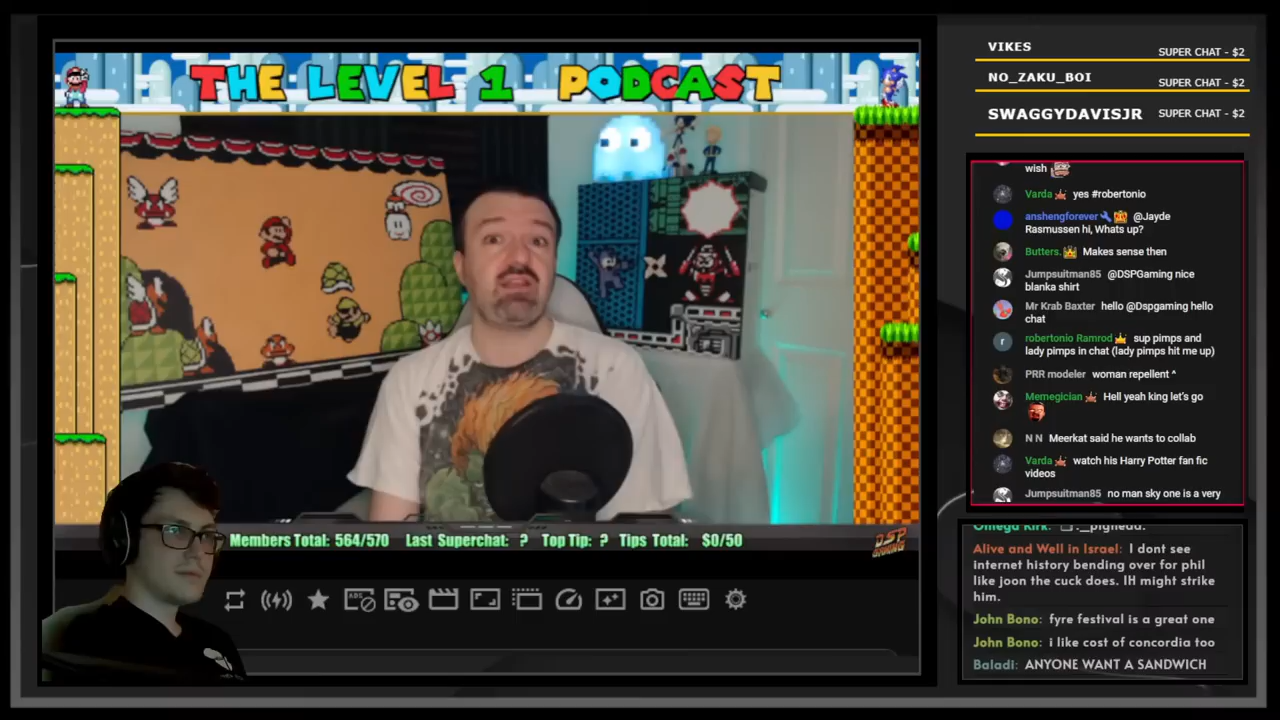 THE LEVEL 1 PODCAST
VIKES SUPER CHAT - $2
NO_ZAKU_BOI SUPER CHAT - $2
SWAGGYDAVISJR SUPER CHAT - $2
wish
Varda yes #robertonio
anshengforever @Jayde
Rasmussen hi, Whats up?
Butters. Makes sense then
Jumpsuitman85 @DSPGaming nice
blanka shirt
Mr Krab Baxter hello @Dspgaming hello
chat
robertonio Ramrod sup pimps and
lady pimps in chat (lady pimps hit me up)
PRR modeler woman repellent ^
Memegician Hell yeah king let's go
N N Meerkat said he wants to collab
Varda watch his Harry Potter fan fic
videos
Jumpsuitman85 no man sky one is a very
Members Total: 564/570 Last Superchat: ? Top Tip: ? Tips Total: $0/50
DSP
GAMING
ABC
Omega Kirk: :_pighead:
Alive and Well in Israel: I dont see
internet history bending over for phil
like joon the cuck does. IH might strike
him.
John Bono: fyre festival is a great one
John Bono: i like cost of concordia too
Baladi: ANYONE WANT A SANDWICH